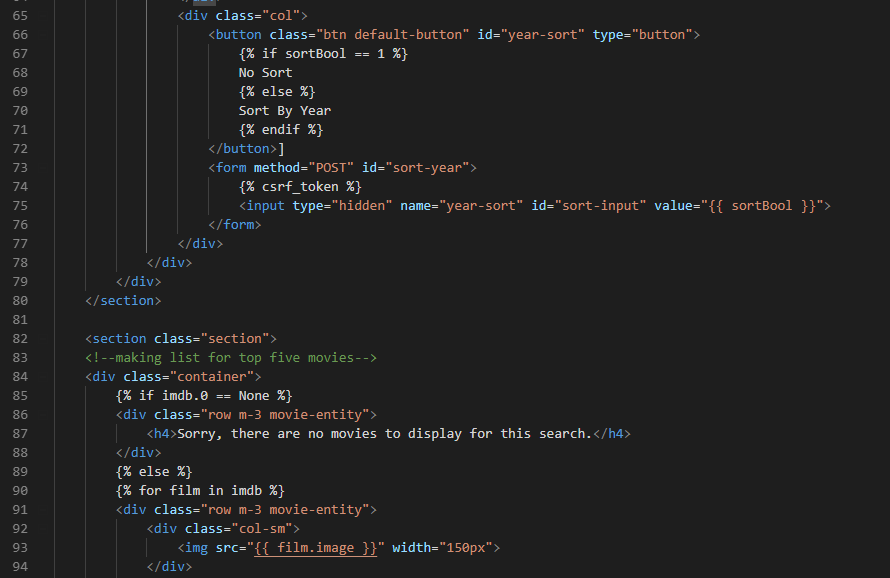 65 <div class="col">
66 <button class="btn default-button" id="year-sort" type="button">
67 {% if sortBool == 1 %}
68 No Sort
69 {% else %}
70 Sort By Year
71 {% endif %}
72 </button>]
73 <form method="POST" id="sort-year">
74 {% csrf_token %}
75 <input type="hidden" name="year-sort" id="sort-input" value="{{ sortBool }}">
76 </form>
77 </div>
78 </div>
79 </div>
80 </section>
81
82 <section class="section">
83 <!--making list for top five movies-->
84 <div class="container">
85 {% if imdb.0 == None %}
86 <div class="row m-3 movie-entity">
87 <h4>Sorry, there are no movies to display for this search.</h4>
88 </div>
89 {% else %}
90 {% for film in imdb %}
91 <div class="row m-3 movie-entity">
92 <div class="col-sm">
93 <img src="{{ film.image }}" width="150px">
94 </div>